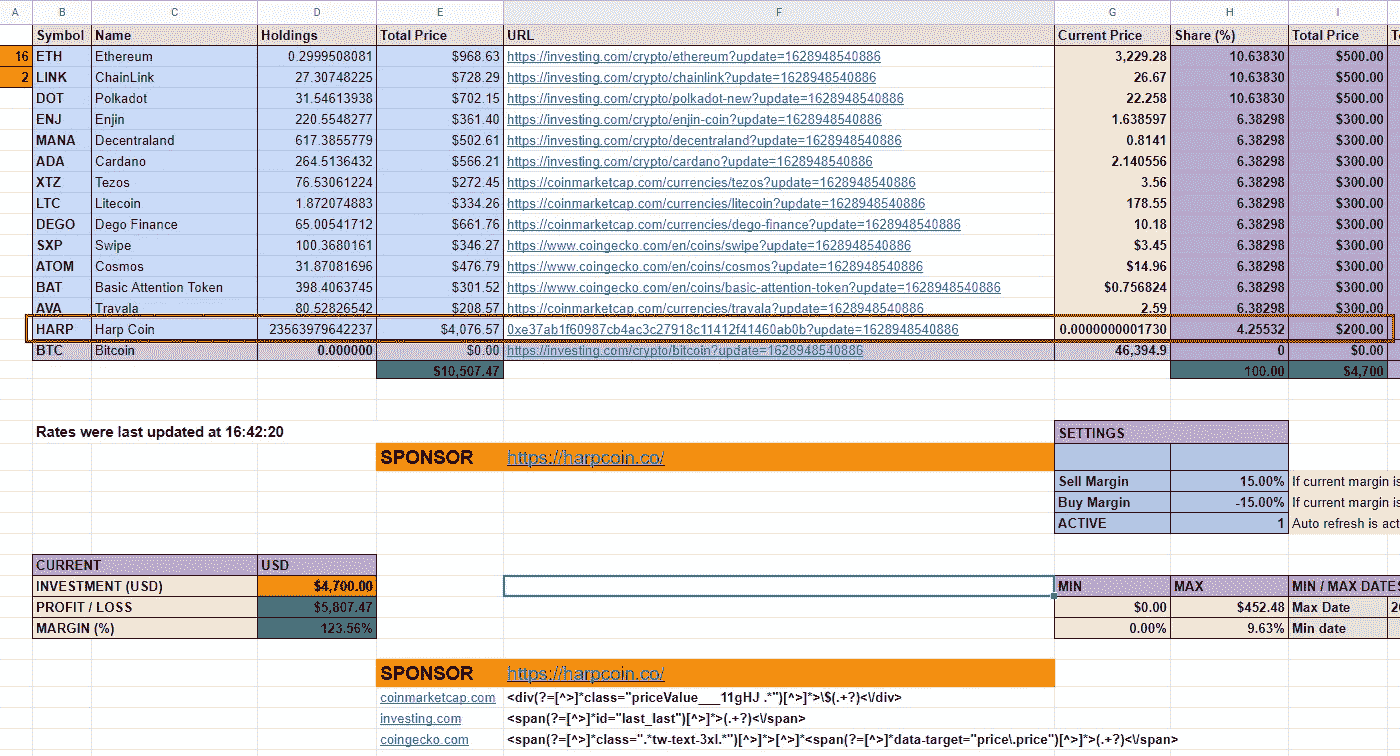 A B C D E F G H I
Symbol Name Holdings Total Price URL Current Price Share (%) Total Price
16 ETH Ethereum 0.2999508081 $968.63 https://investing.com/crypto/ethereum?update=1628948540886 3,229.28 10.63830 $500.00
2 LINK ChainLink 27.30748225 $728.29 https://investing.com/crypto/chainlink?update=1628948540886 26.67 10.63830 $500.00
DOT Polkadot 31.54613938 $702.15 https://investing.com/crypto/polkadot-new?update=1628948540886 22.258 10.63830 $500.00
ENJ Enjin 220.5548277 $361.40 https://investing.com/crypto/enjin-coin?update=1628948540886 1.638597 6.38298 $300.00
MANA Decentraland 617.3855779 $502.61 https://investing.com/crypto/decentraland?update=1628948540886 0.8141 6.38298 $300.00
ADA Cardano 264.5136432 $566.21 https://investing.com/crypto/cardano?update=1628948540886 2.140556 6.38298 $300.00
XTZ Tezos 76.53061224 $272.45 https://coinmarketcap.com/currencies/tezos?update=1628948540886 3.56 6.38298 $300.00
LTC Litecoin 1.872074883 $334.26 https://coinmarketcap.com/currencies/litecoin?update=1628948540886 178.55 6.38298 $300.00
DEGO Dego Finance 65.00541712 $661.76 https://coinmarketcap.com/currencies/dego-finance?update=1628948540886 10.18 6.38298 $300.00
SXP Swipe 100.3680161 $346.27 https://www.coingecko.com/en/coins/swipe?update=1628948540886 $3.45 6.38298 $300.00
ATOM Cosmos 31.87081696 $476.79 https://www.coingecko.com/en/coins/cosmos?update=1628948540886 $14.96 6.38298 $300.00
BAT Basic Attention Token 398.4063745 $301.52 https://www.coingecko.com/en/coins/basic-attention-token?update=1628948540886 $0.756824 6.38298 $300.00
AVA Travala 80.52826542 $208.57 https://coinmarketcap.com/currencies/travala?update=1628948540886 2.59 6.38298 $300.00
HARP Harp Coin 23563979642237 $4,076.57 0xe37ab1f60987cb4ac3c27918c11412f41460ab0b?update=1628948540886 0.0000000001730 4.25532 $200.00
BTC Bitcoin 0.000000 $0.00 https://investing.com/crypto/bitcoin?update=1628948540886 46,394.9 0 $0.00
$10,507.47 100.00 $4,700
Rates were last updated at 16:42:20
SETTINGS
SPONSOR https://harpcoin.co/
Sell Margin 15.00% If current margin is
Buy Margin -15.00% If current margin is
ACTIVE 1 Auto refresh is act
CURRENT USD
INVESTMENT (USD) $4,700.00 MIN MAX MIN / MAX DATES
PROFIT / LOSS $5,807.47 $0.00 $452.48 Max Date
MARGIN (%) 123.56% 0.00% 9.63% Min date
SPONSOR https://harpcoin.co/
coinmarketcap.com <div(?=[^>]*class="priceValue___11gHJ .*")[^>]*>\$(.+?)<\/div>
investing.com <span(?=[^>]*id="last_last")[^>]*>(.+?)<\/span>
coingecko.com <span(?=[^>]*class=".*tw-text-3xl.*")[^>]*>[^>]*<span(?=[^>]*data-target="price\.price")[^>]*>(.+?)<\/span>